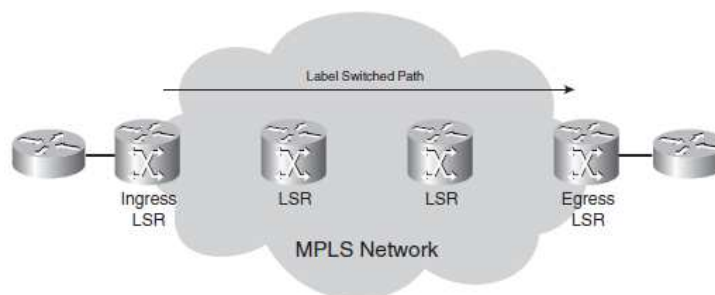 Label Switched Path
Ingress
LSR
LSR
LSR
Egress
LSR
MPLS Network